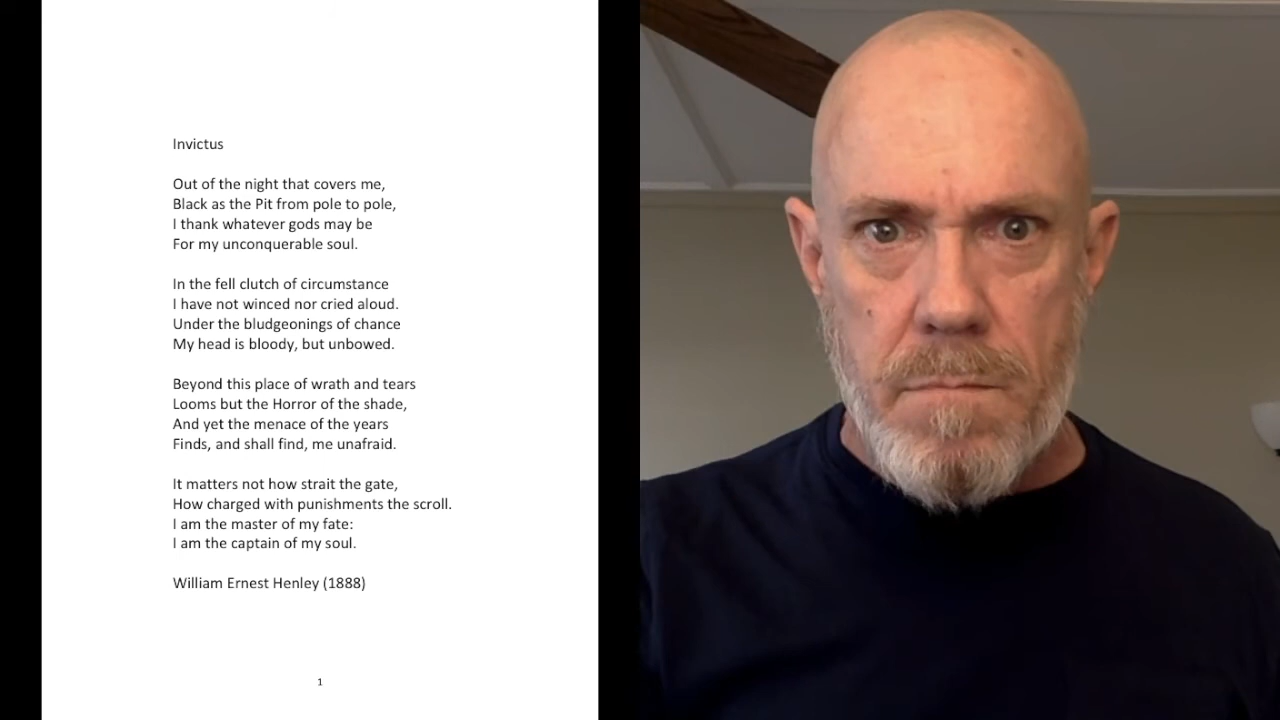 Invictus
Out of the night that covers me,
Black as the Pit from pole to pole,
I thank whatever gods may be
For my unconquerable soul.
In the fell clutch of circumstance
I have not winced nor cried aloud.
Under the bludgeonings of chance
My head is bloody, but unbowed.
Beyond this place of wrath and tears
Looms but the Horror of the shade,
And yet the menace of the years
Finds, and shall find, me unafraid.
It matters not how strait the gate,
How charged with punishments the scroll.
I am the master of my fate:
I am the captain of my soul.
William Ernest Henley (1888)
1